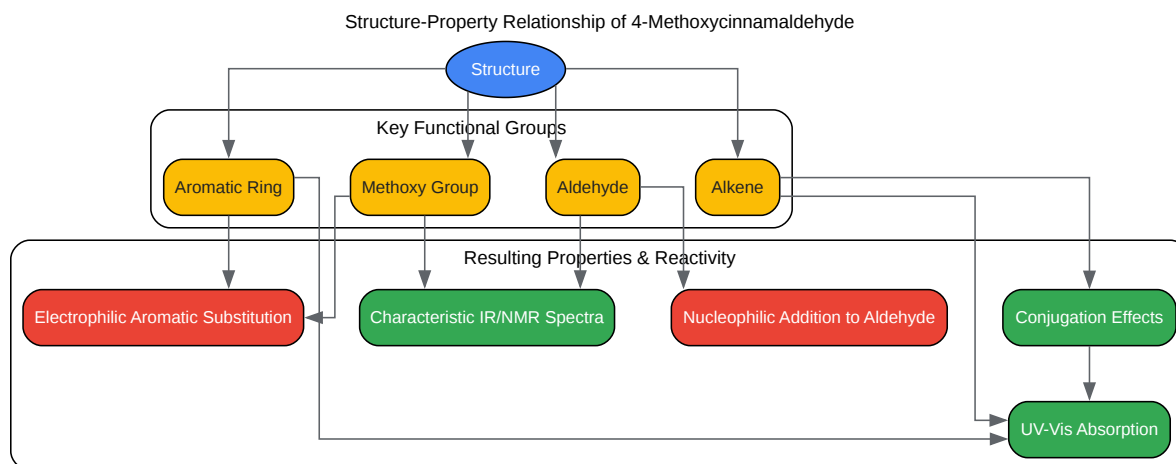 Structure-Property Relationship of 4-Methoxycinnamaldehyde
Structure
Key Functional Groups
Aromatic Ring
Methoxy Group
Aldehyde
Alkene
Resulting Properties & Reactivity
Electrophilic Aromatic Substitution
Characteristic IR/NMR Spectra
Nucleophilic Addition to Aldehyde
Conjugation Effects
UV-Vis Absorption